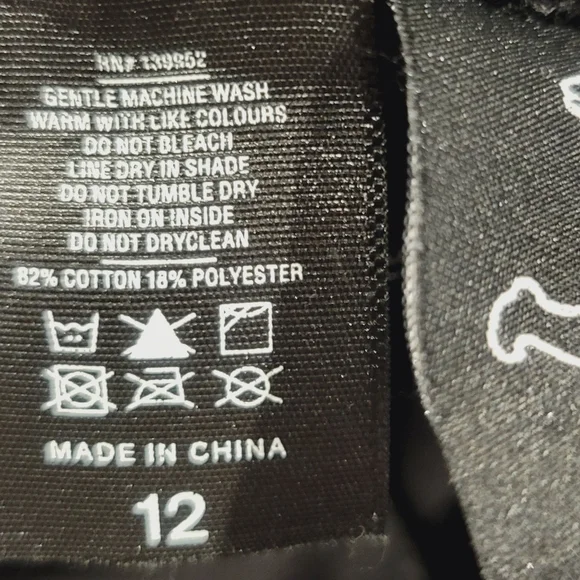 RN# 139952
GENTLE MACHINE WASH
WARM WITH LIKE COLOURS
DO NOT BLEACH
LINE DRY IN SHADE
DO NOT TUMBLE DRY
IRON ON INSIDE
DO NOT DRYCLEAN
82% COTTON 18% POLYESTER
MADE IN CHINA
12